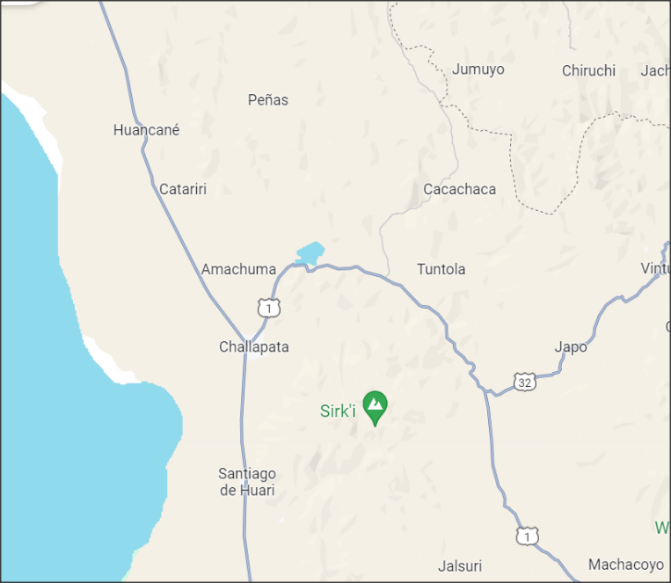 Jumuyo
Chiruchi
Jach
Peñas
Huancané
Catariri
Cacachaca
Amachuma
Tuntola
Vintu
1
Challapata
Japo
32
Sirk'i
Santiago
de Huari
1
W
Jalsuri
Machacoyo